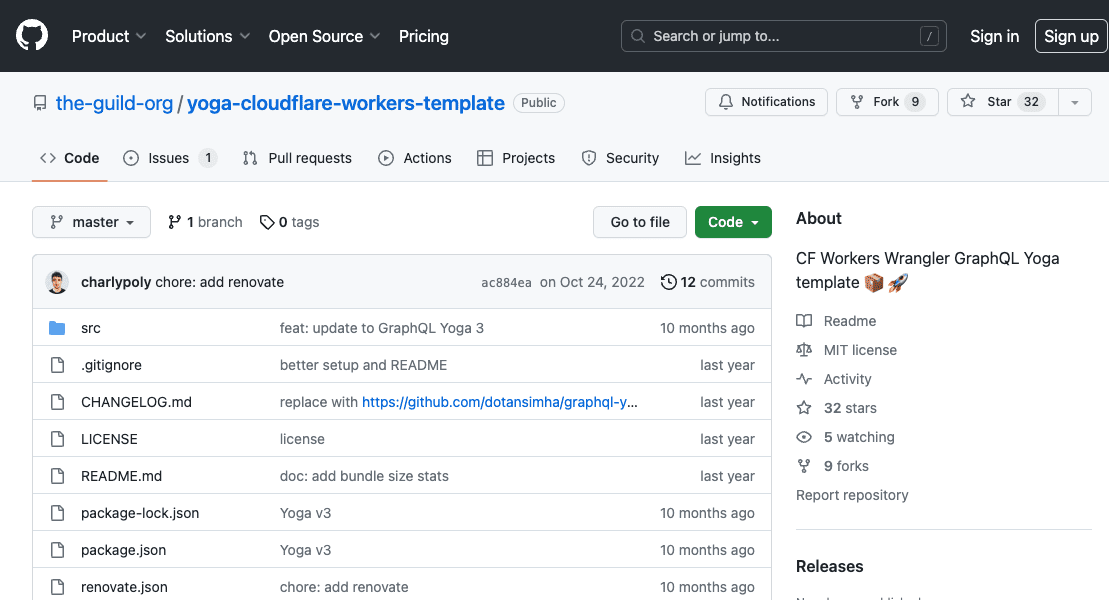 Product Solutions Open Source Pricing Search or jump to... / Sign in Sign up
the-guild-org / yoga-cloudflare-workers-template Public Notifications Fork 9 Star 32
Code Issues 1 Pull requests Actions Projects Security Insights
master 1 branch 0 tags Go to file Code
charlypoly chore: add renovate ac884ea on Oct 24, 2022 12 commits
src feat: update to GraphQL Yoga 3 10 months ago
.gitignore better setup and README last year
CHANGELOG.md replace with https://github.com/dotansimha/graphql-y... last year
LICENSE license last year
README.md doc: add bundle size stats last year
package-lock.json Yoga v3 10 months ago
package.json Yoga v3 10 months ago
renovate.json chore: add renovate 10 months ago
About
CF Workers Wrangler GraphQL Yoga
template 📦 🚀
Readme
MIT license
Activity
32 stars
5 watching
9 forks
Report repository
Releases